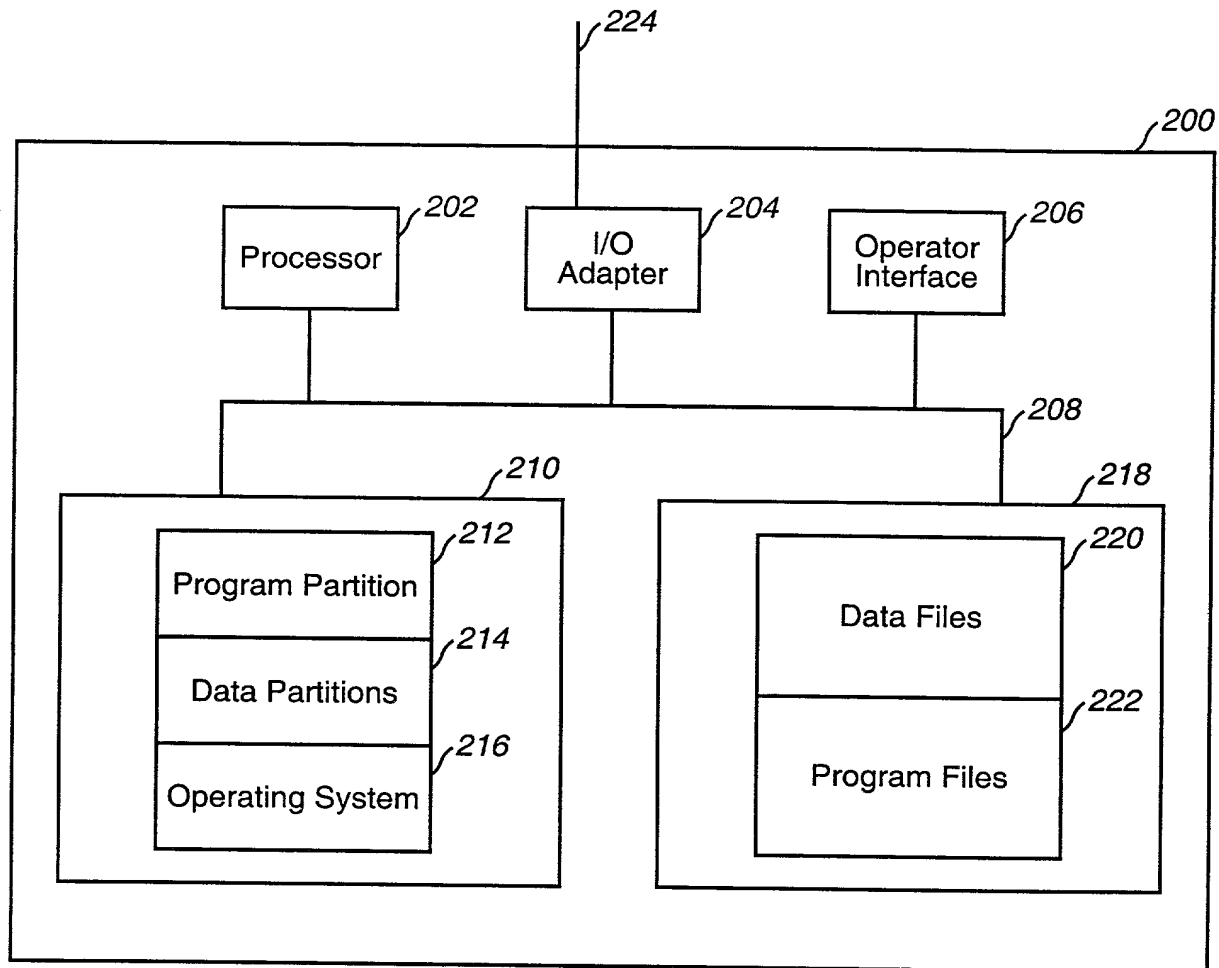 224
200
202
Processor
204
I/O
Adapter
206
Operator
Interface
208
210
212
Program Partition
214
Data Partitions
216
Operating System
218
220
Data Files
222
Program Files